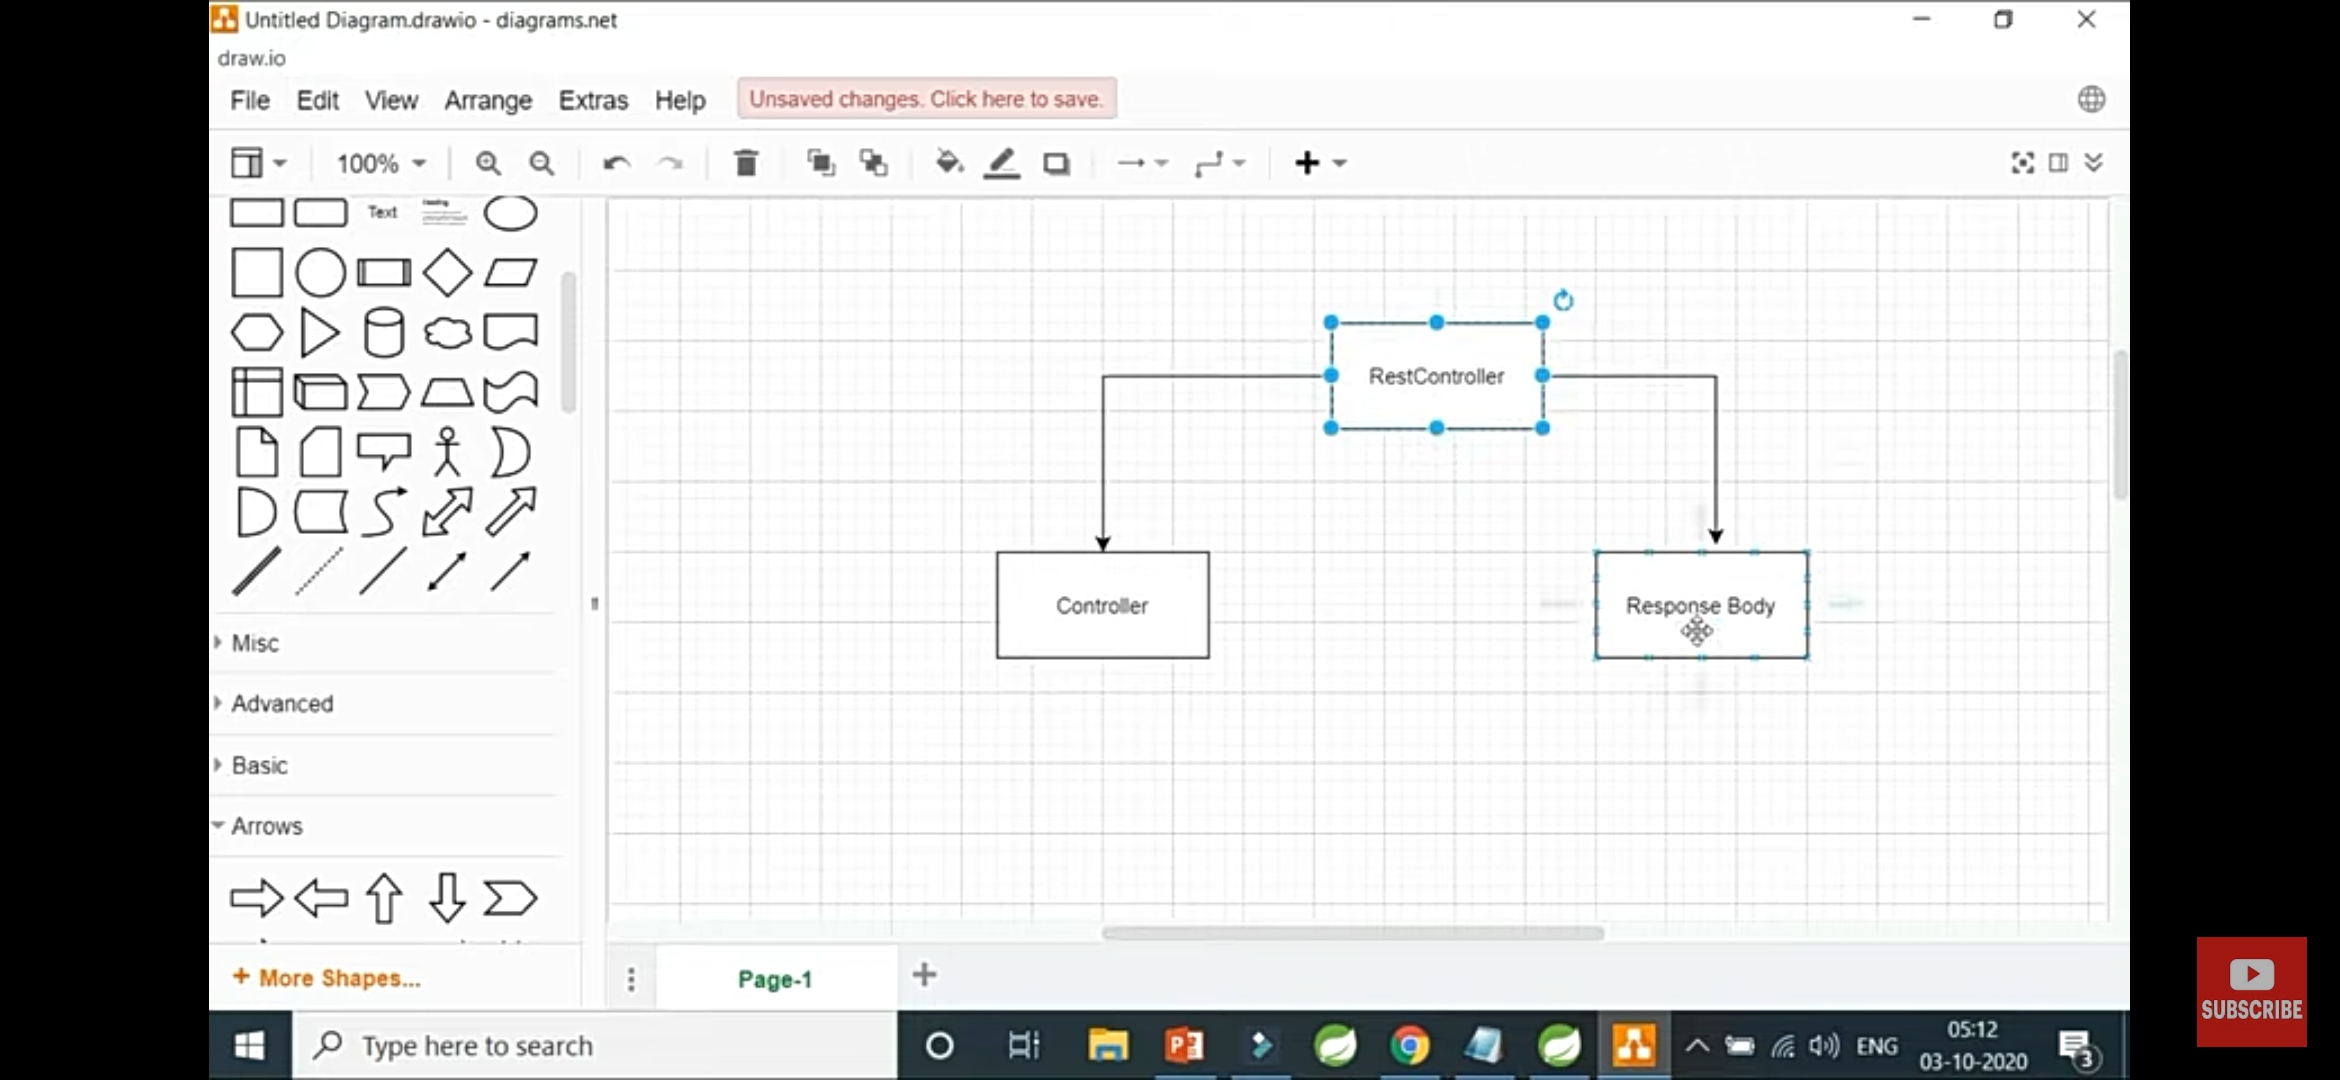 Untitled Diagram.drawio - diagrams.net
draw.io
File Edit View Arrange Extras Help Unsaved changes. Click here to save.
100%
Text
RestController
Controller
Response Body
Misc
Advanced
Basic
Arrows
+ More Shapes...
Page-1
SUBSCRIBE
Type here to search
ENG
05:12
03-10-2020
3